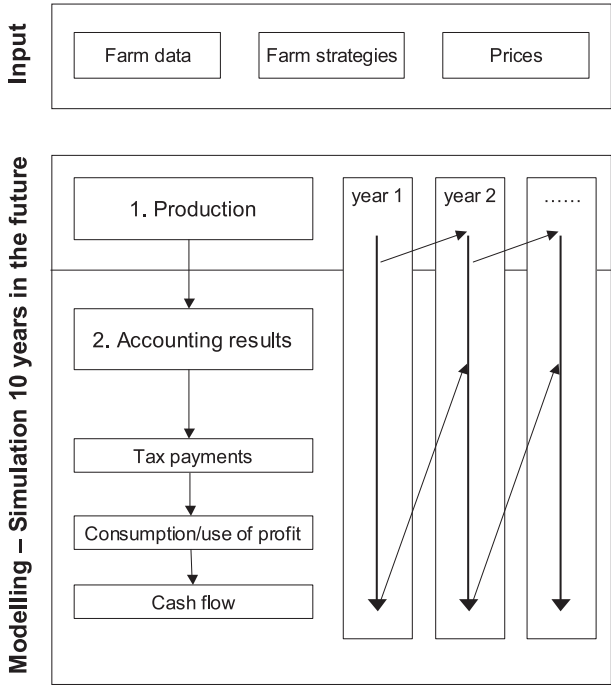 Input
Farm data
Farm strategies
Prices
Modelling – Simulation 10 years in the future
1. Production
year 1
year 2
......
2. Accounting results
Tax payments
Consumption/use of profit
Cash flow